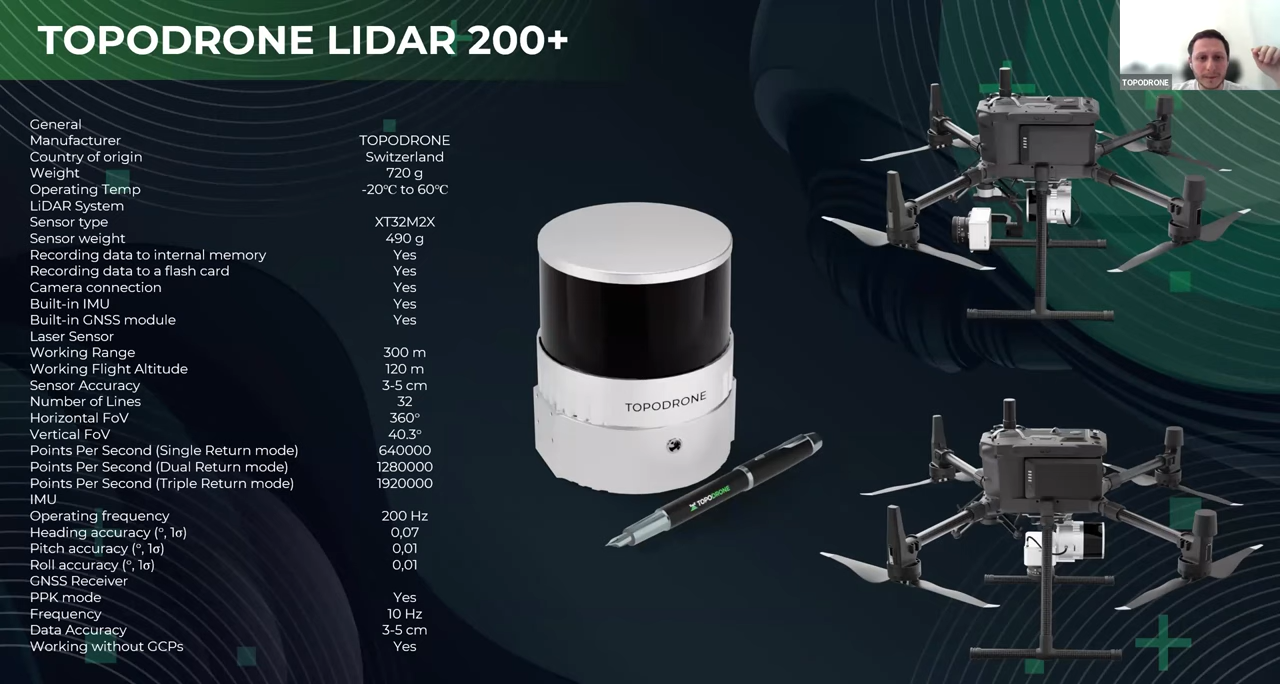 TOPODRONE LIDAR 200+
TOPODRONE
General
Manufacturer TOPODRONE
Country of origin Switzerland
Weight 720 g
Operating Temp -20℃ to 60℃
LiDAR System
Sensor type XT32M2X
Sensor weight 490 g
Recording data to internal memory Yes
Recording data to a flash card Yes
Camera connection Yes
Built-in IMU Yes
Built-in GNSS module Yes
Laser Sensor
Working Range 300 m
Working Flight Altitude 120 m
Sensor Accuracy 3-5 cm
Number of Lines 32
Horizontal FoV 360°
Vertical FoV 40.3°
Points Per Second (Single Return mode) 640000
Points Per Second (Dual Return mode) 1280000
Points Per Second (Triple Return mode) 1920000
IMU
Operating frequency 200 Hz
Heading accuracy (°, 1σ) 0,07
Pitch accuracy (°, 1σ) 0,01
Roll accuracy (°, 1σ) 0,01
GNSS Receiver
PPK mode Yes
Frequency 10 Hz
Data Accuracy 3-5 cm
Working without GCPs Yes
TOPODRONE
TOPODRONE